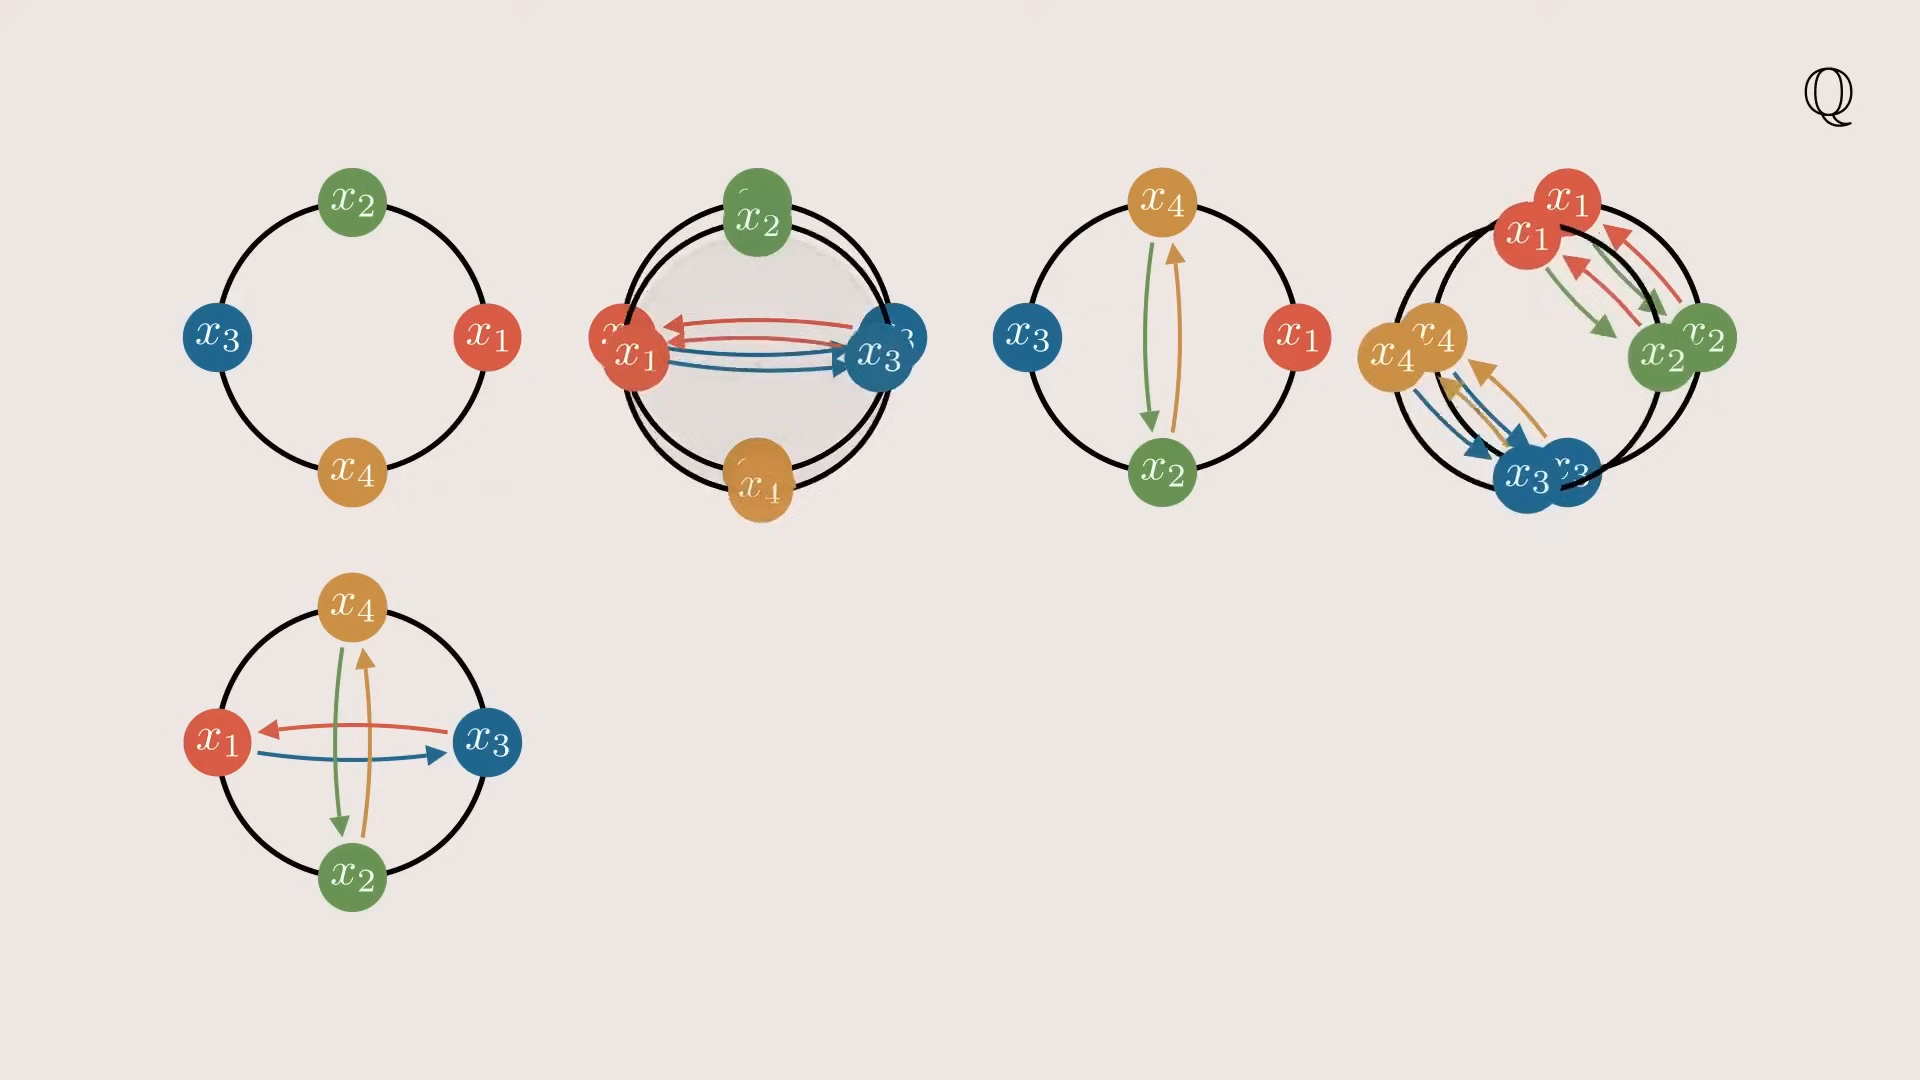 ℚ
x₂
x₃ x₁
x₄
x₂
x₁ x₃
x₄
x₄
x₃ x₁
x₂
x₁
x₁
x₄ x₄ x₂ x₂
x₃ x₃
x₄
x₁ x₃
x₂